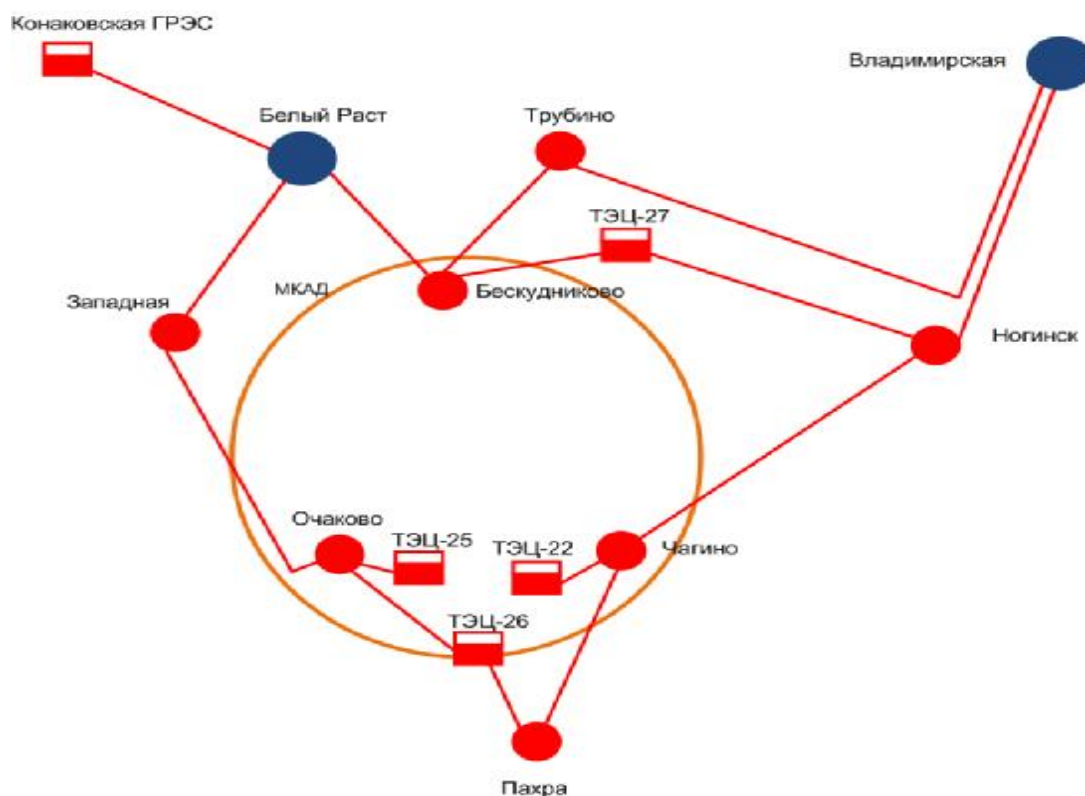 Конаковская ГРЭС
Владимирская
Белый Раст
Трубино
ТЭЦ-27
МКАД
Бескудниково
Западная
Ногинск
Очаково
ТЭЦ-25
ТЭЦ-22
Чагино
ТЭЦ-26
Пахра